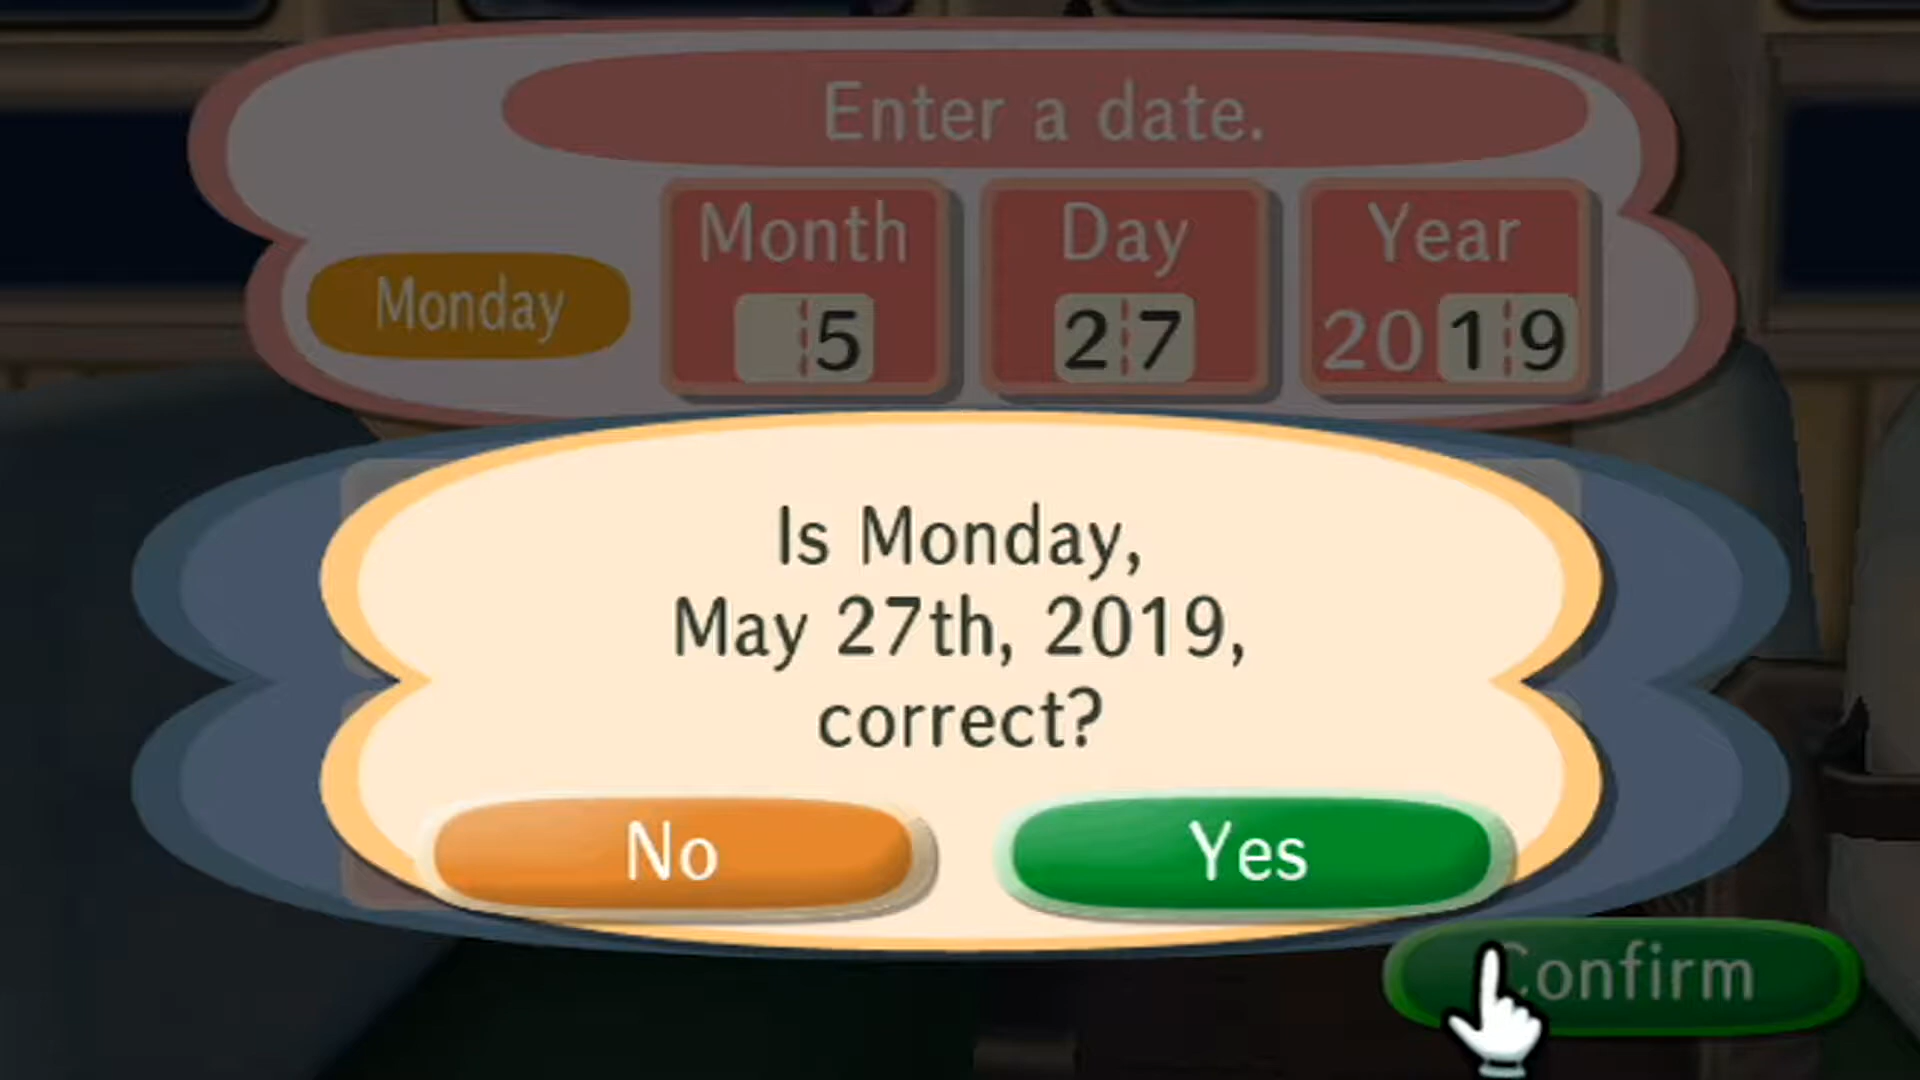 Enter a date.
Month Day Year
Monday 5 27 2019
Is Monday,
May 27th, 2019,
correct?
No Yes
Confirm